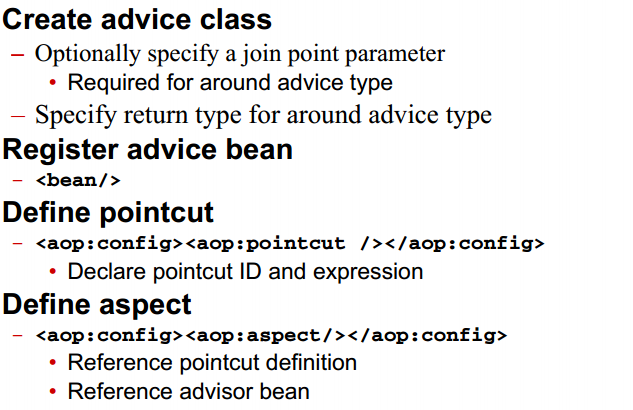 Create advice class
– Optionally specify a join point parameter
• Required for around advice type
– Specify return type for around advice type
Register advice bean
– <bean/>
Define pointcut
– <aop:config><aop:pointcut /></aop:config>
• Declare pointcut ID and expression
Define aspect
– <aop:config><aop:aspect/></aop:config>
• Reference pointcut definition
• Reference advisor bean